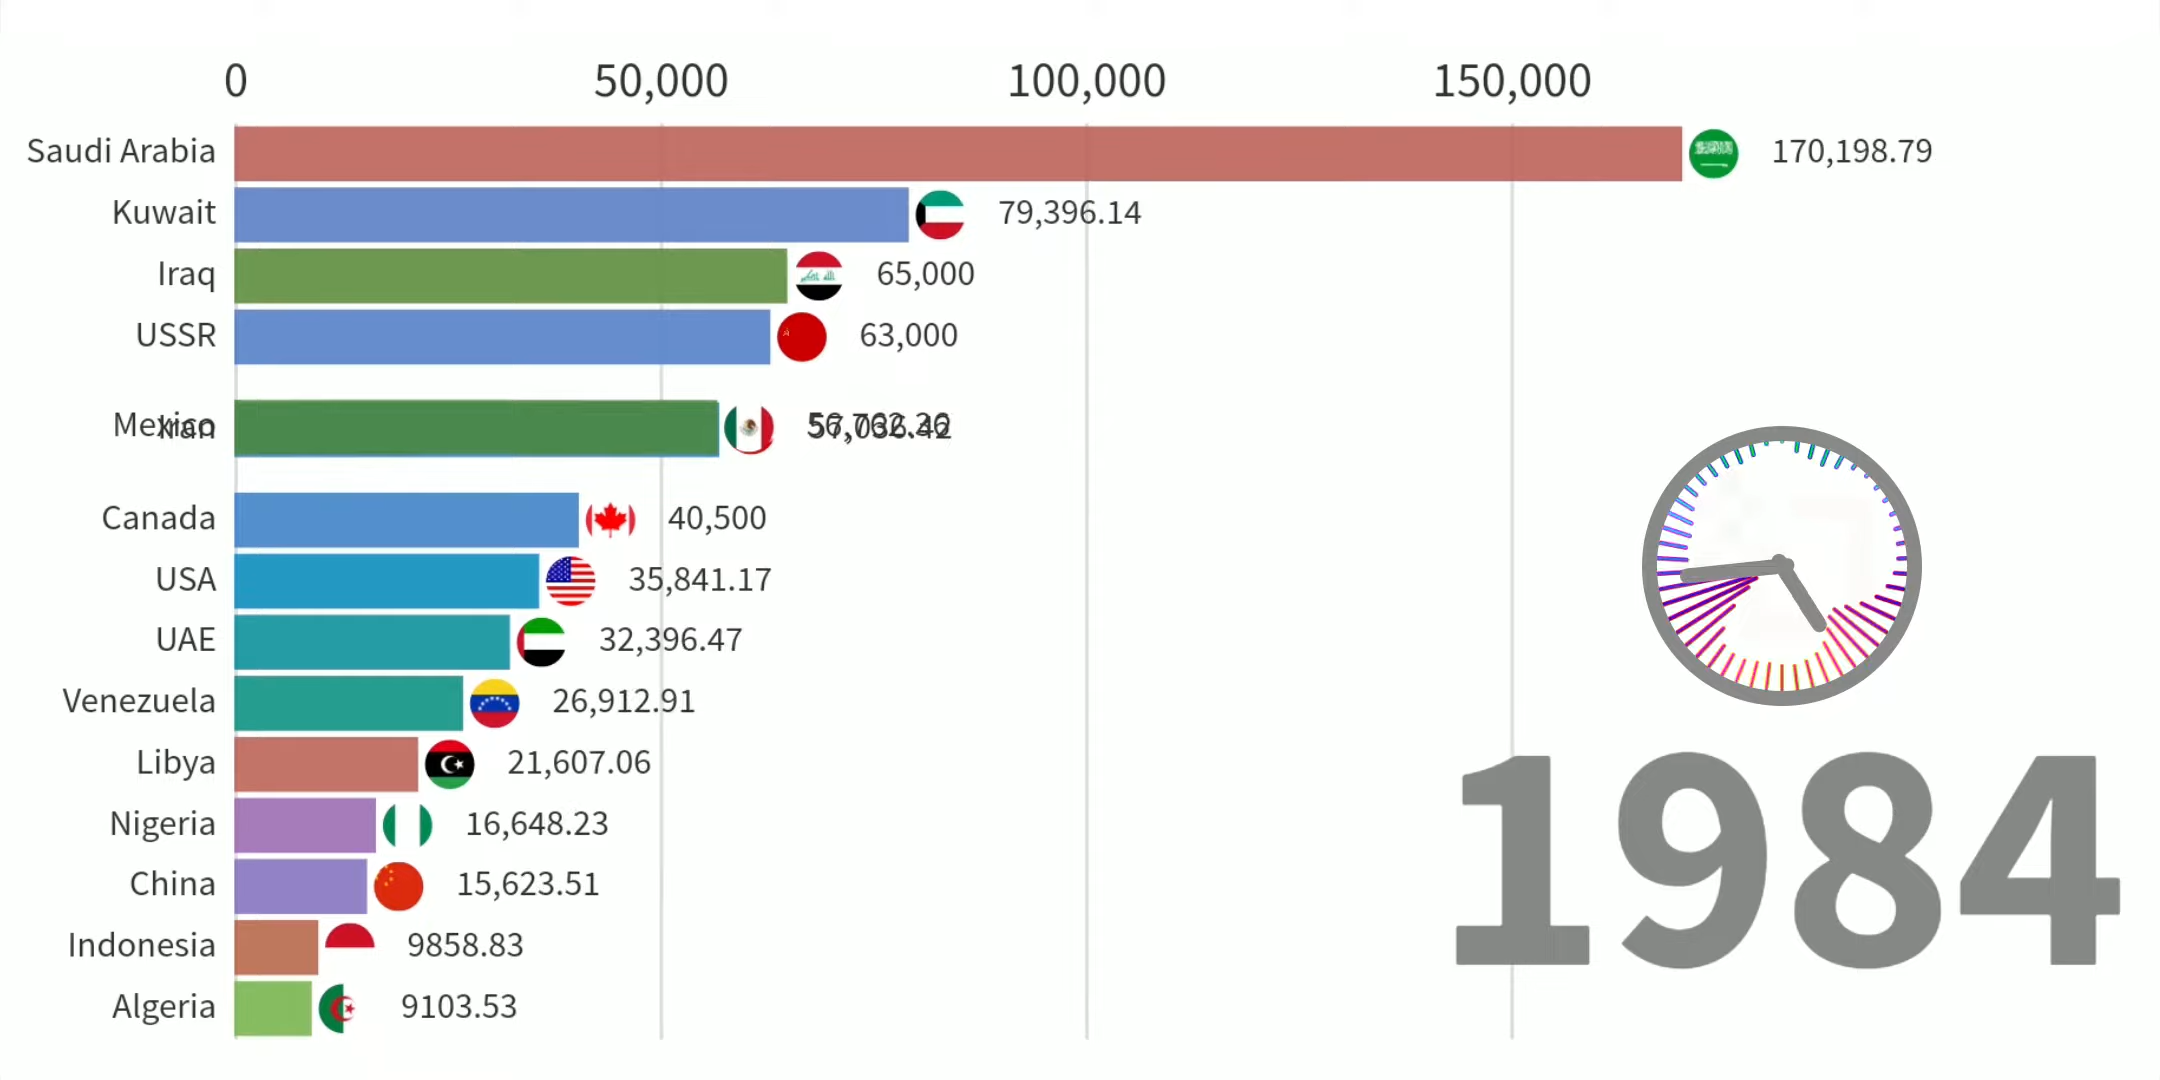 0 50,000 100,000 150,000
Saudi Arabia 170,198.79
Kuwait 79,396.14
Iraq 65,000
USSR 63,000
Mexico
Iran
Canada 40,500
USA 35,841.17
UAE 32,396.47
Venezuela 26,912.91
Libya 21,607.06
Nigeria 16,648.23
China 15,623.51
Indonesia 9858.83
Algeria 9103.53
1984